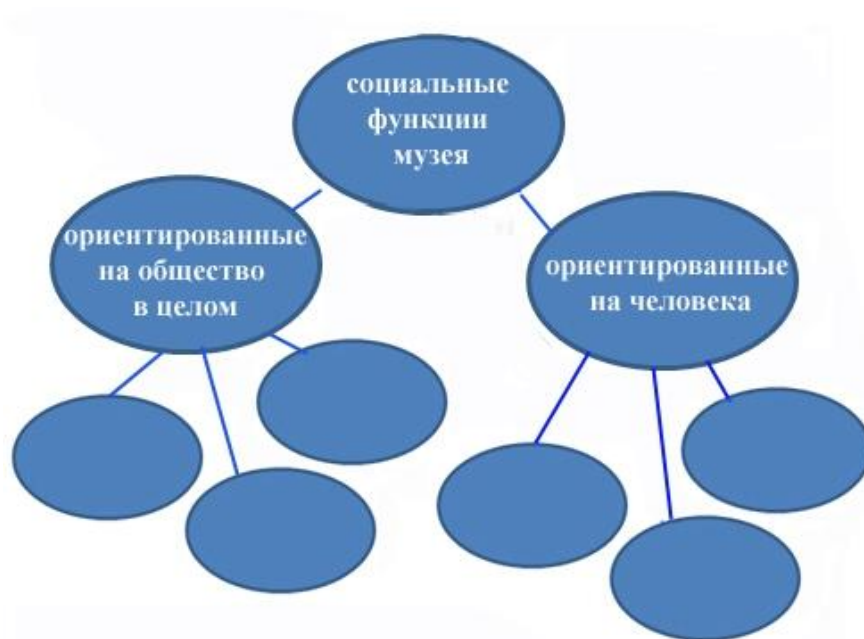 социальные
функции
музея
ориентированные
на общество
в целом
ориентированные
на человека